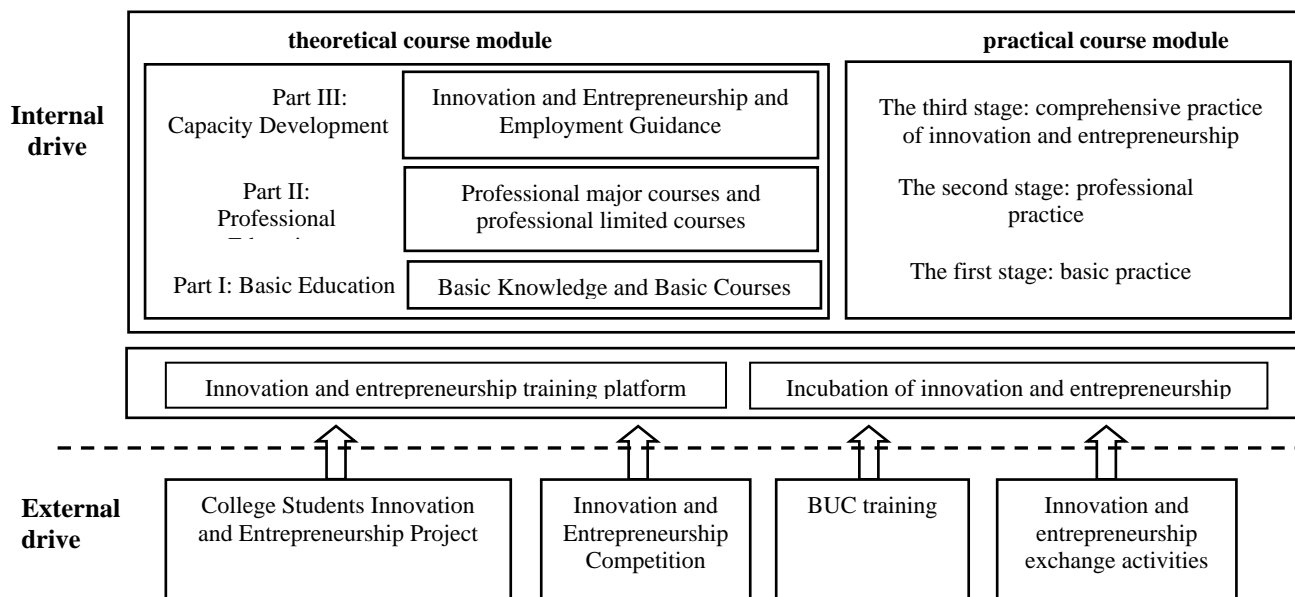 theoretical course module
practical course module
Internal
drive
Part III:
Capacity Development
Innovation and Entrepreneurship and
Employment Guidance
Part II:
Professional
Professional major courses and
professional limited courses
Part I: Basic Education
Basic Knowledge and Basic Courses
The third stage: comprehensive practice
of innovation and entrepreneurship
The second stage: professional
practice
The first stage: basic practice
Innovation and entrepreneurship training platform
Incubation of innovation and entrepreneurship
External
drive
College Students Innovation
and Entrepreneurship Project
Innovation and
Entrepreneurship
Competition
BUC training
Innovation and
entrepreneurship
exchange activities